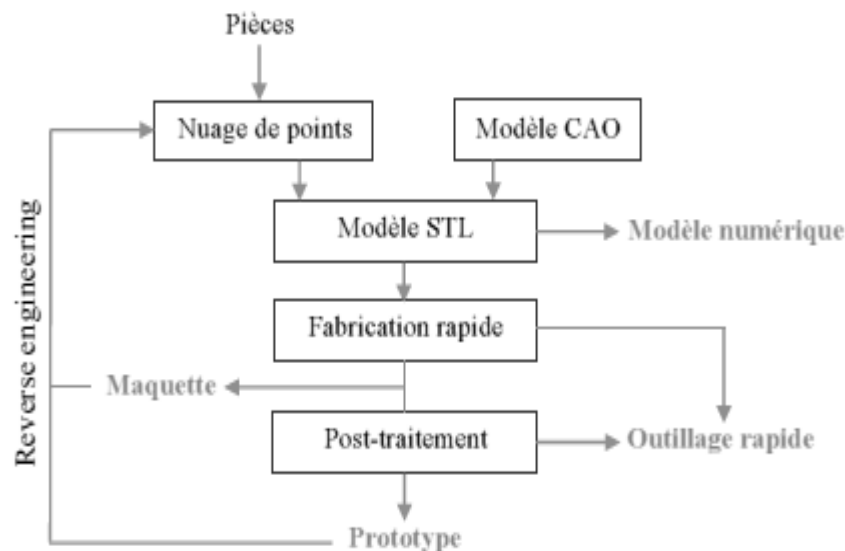 Pièces
Nuage de points
Modèle CAO
Modèle STL
Modèle numérique
Fabrication rapide
Reverse engineering
Maquette
Post-traitement
Outillage rapide
Prototype